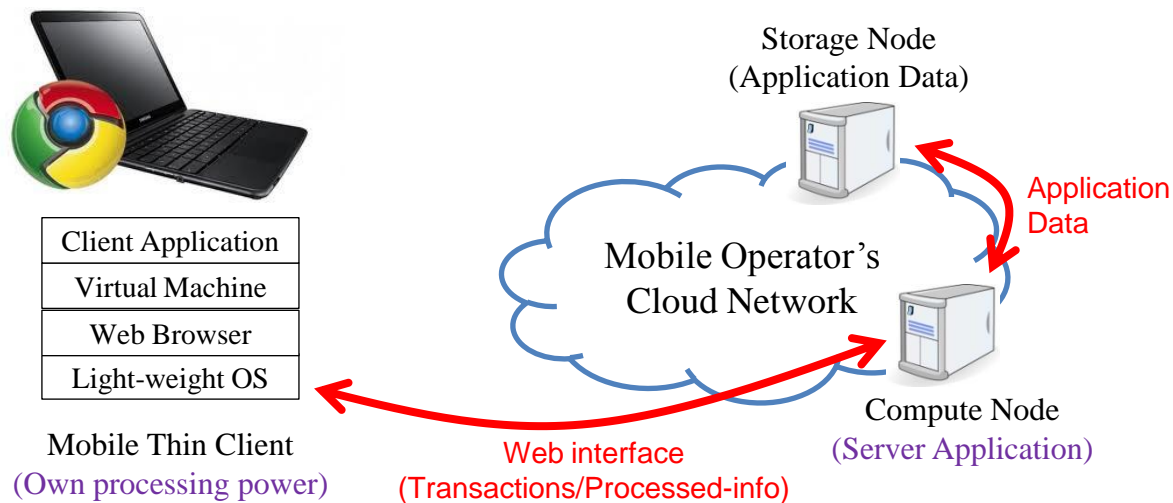 Storage Node
(Application Data)
Application
Data
Mobile Operator’s
Cloud Network
Client Application
Virtual Machine
Web Browser
Light-weight OS
Mobile Thin Client
(Own processing power)
Web interface
(Transactions/Processed-info)
Compute Node
(Server Application)